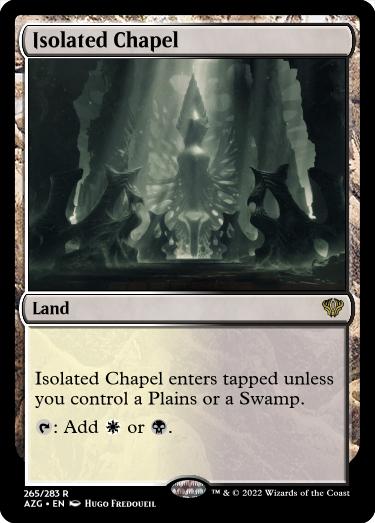 Isolated Chapel
Land
Isolated Chapel enters tapped unless
you control a Plains or a Swamp.
: Add or .
265/283 R
AZG • EN HUGO FREDOUEIL
™ & © 2022 Wizards of the Coast